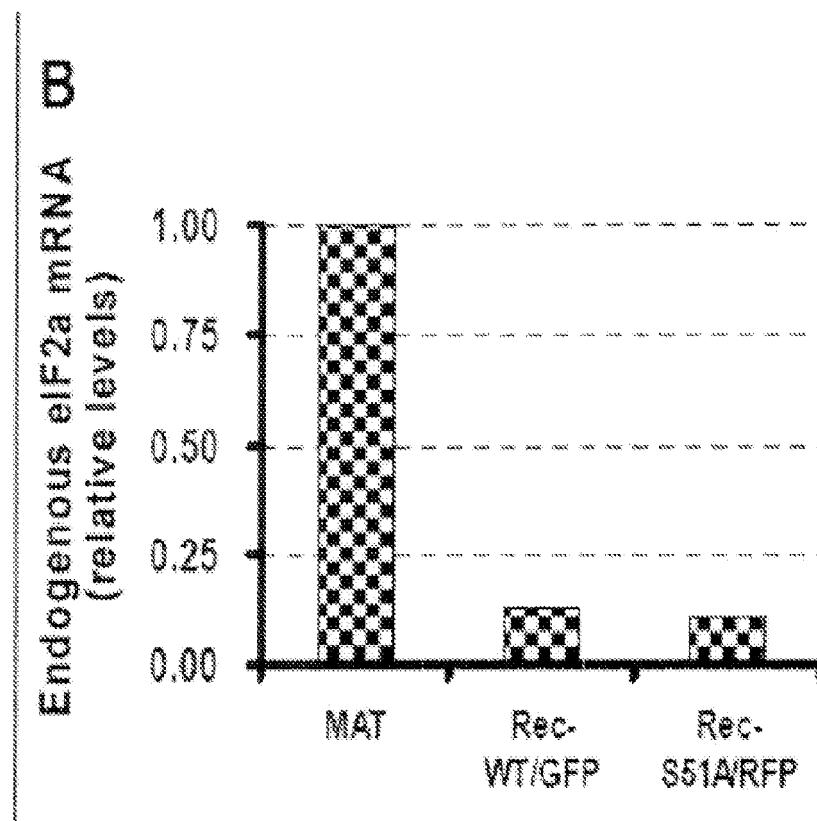 B
Endogenous eIF2a mRNA
(relative levels)
1.00
0.75
0.50
0.25
0.00
MAT
Rec-
WT/GFP
Rec-
S51A/RFP